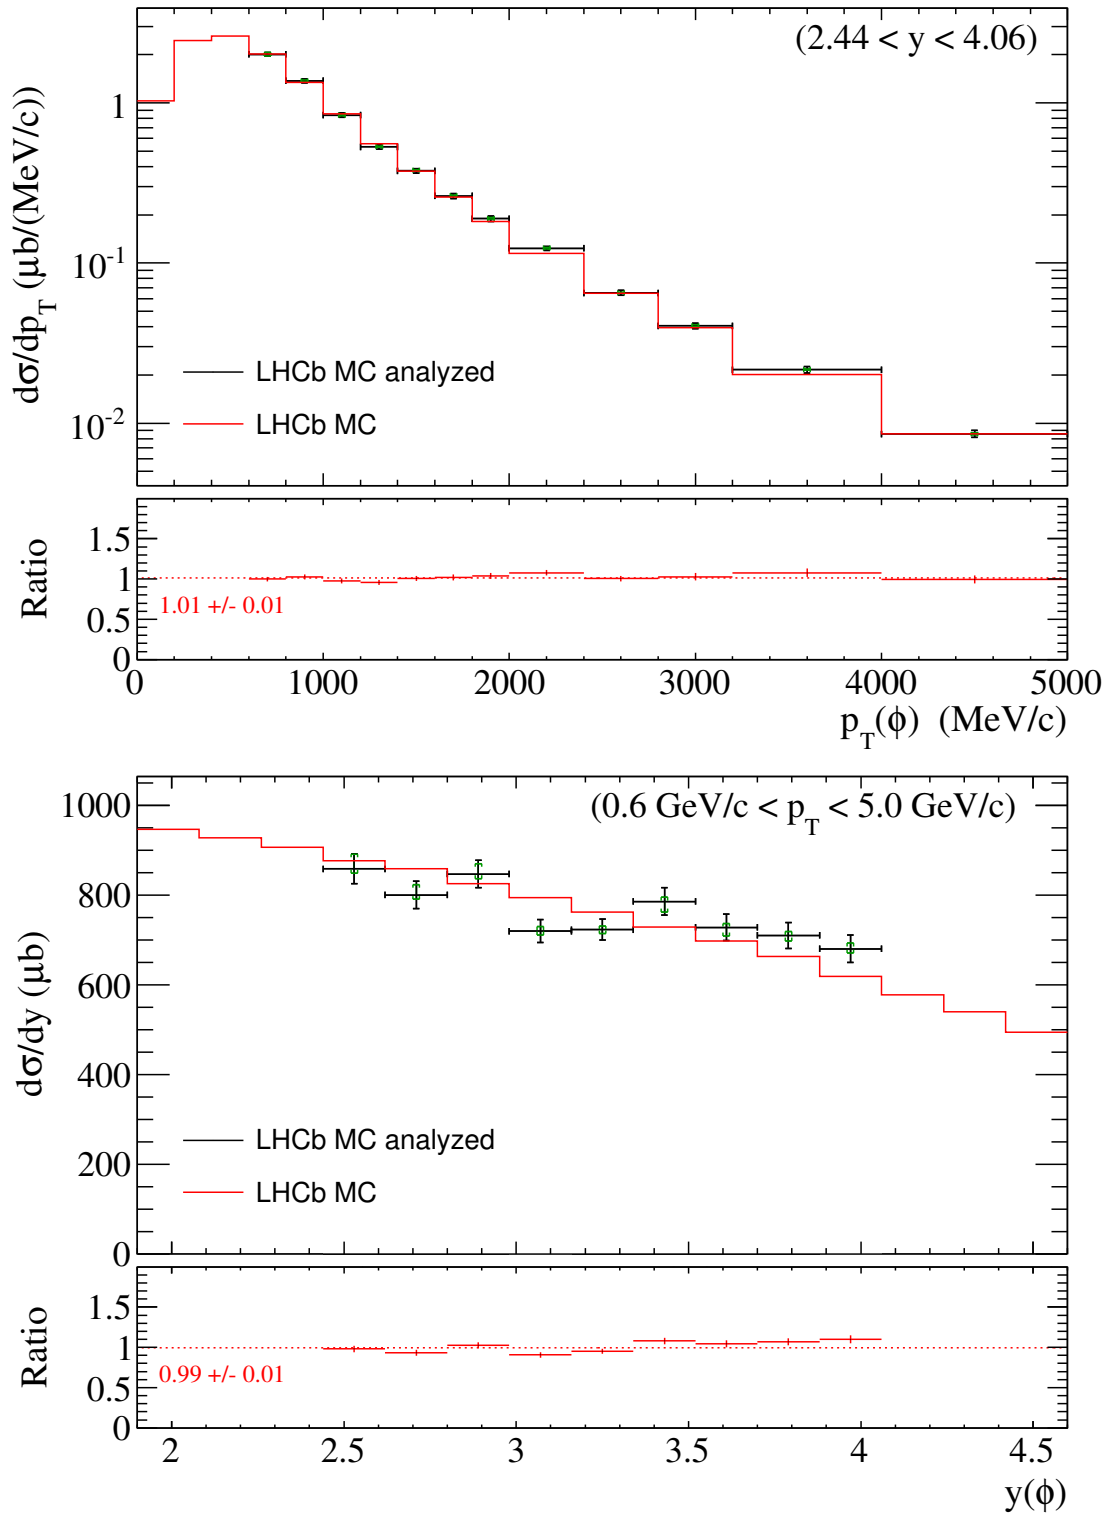 (2.44 < y < 4.06)
dσ/dp_T (μb/(MeV/c))
1
10^-1
10^-2
LHCb MC analyzed
LHCb MC
Ratio
1.5
1
0.5
0
1.01 +/- 0.01
0 1000 2000 3000 4000 5000
p_T(ϕ) (MeV/c)
(0.6 GeV/c < p_T < 5.0 GeV/c)
dσ/dy (μb)
1000
800
600
400
200
0
LHCb MC analyzed
LHCb MC
Ratio
1.5
1
0.5
0
0.99 +/- 0.01
2 2.5 3 3.5 4 4.5
y(ϕ)